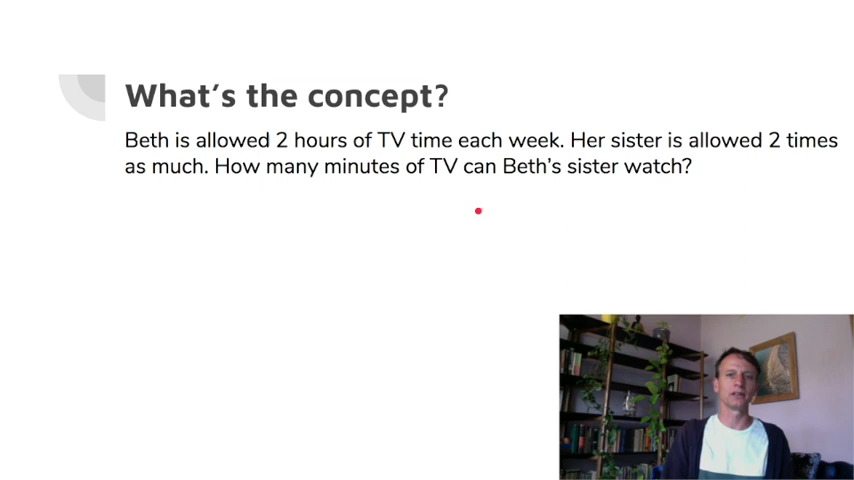 What's the concept?
Beth is allowed 2 hours of TV time each week. Her sister is allowed 2 times
as much. How many minutes of TV can Beth's sister watch?